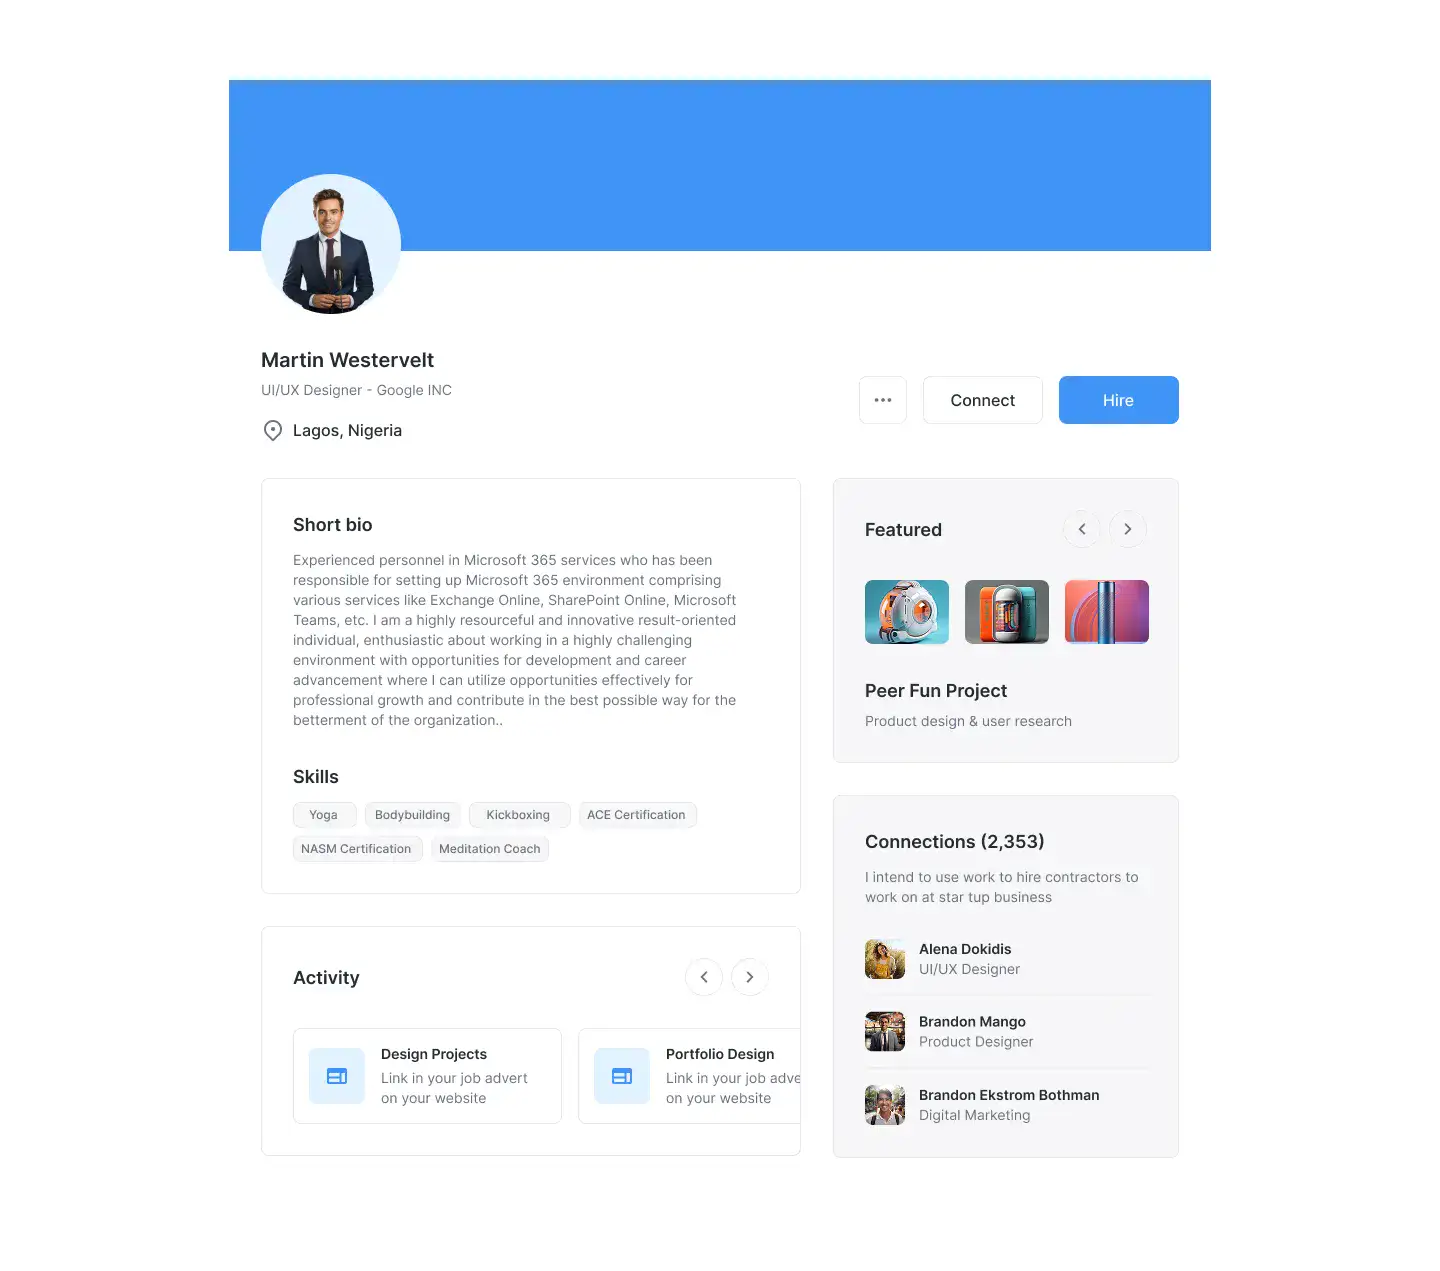 Martin Westervelt
UI/UX Designer - Google INC
Lagos, Nigeria
Connect
Hire
Short bio
Experienced personnel in Microsoft 365 services who has been
responsible for setting up Microsoft 365 environment comprising
various services like Exchange Online, SharePoint Online, Microsoft
Teams, etc. I am a highly resourceful and innovative result-oriented
individual, enthusiastic about working in a highly challenging
environment with opportunities for development and career
advancement where I can utilize opportunities effectively for
professional growth and contribute in the best possible way for the
betterment of the organization..
Skills
Yoga
Bodybuilding
Kickboxing
ACE Certification
NASM Certification
Meditation Coach
Activity
Design Projects
Link in your job advert
on your website
Portfolio Design
Link in your job adve
on your website
Featured
Peer Fun Project
Product design & user research
Connections (2,353)
I intend to use work to hire contractors to
work on at star tup business
Alena Dokidis
UI/UX Designer
Brandon Mango
Product Designer
Brandon Ekstrom Bothman
Digital Marketing